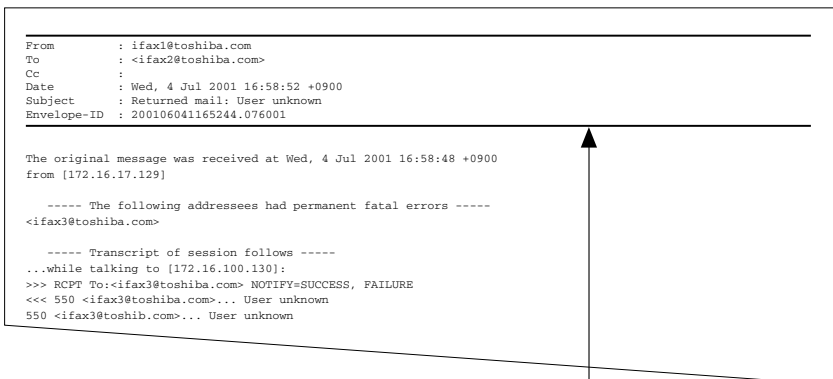 From : ifax1@toshiba.com
To : <ifax2@toshiba.com>
Cc :
Date : Wed, 4 Jul 2001 16:58:52 +0900
Subject : Returned mail: User unknown
Envelope-ID : 200106041165244.076001
The original message was received at Wed, 4 Jul 2001 16:58:48 +0900
from [172.16.17.129]
----- The following addressees had permanent fatal errors -----
<ifax3@toshiba.com>
----- Transcript of session follows -----
...while talking to [172.16.100.130]:
>>> RCPT To:<ifax3@toshiba.com> NOTIFY=SUCCESS, FAILURE
<<< 550 <ifax3@toshiba.com>... User unknown
550 <ifax3@toshib.com>... User unknown